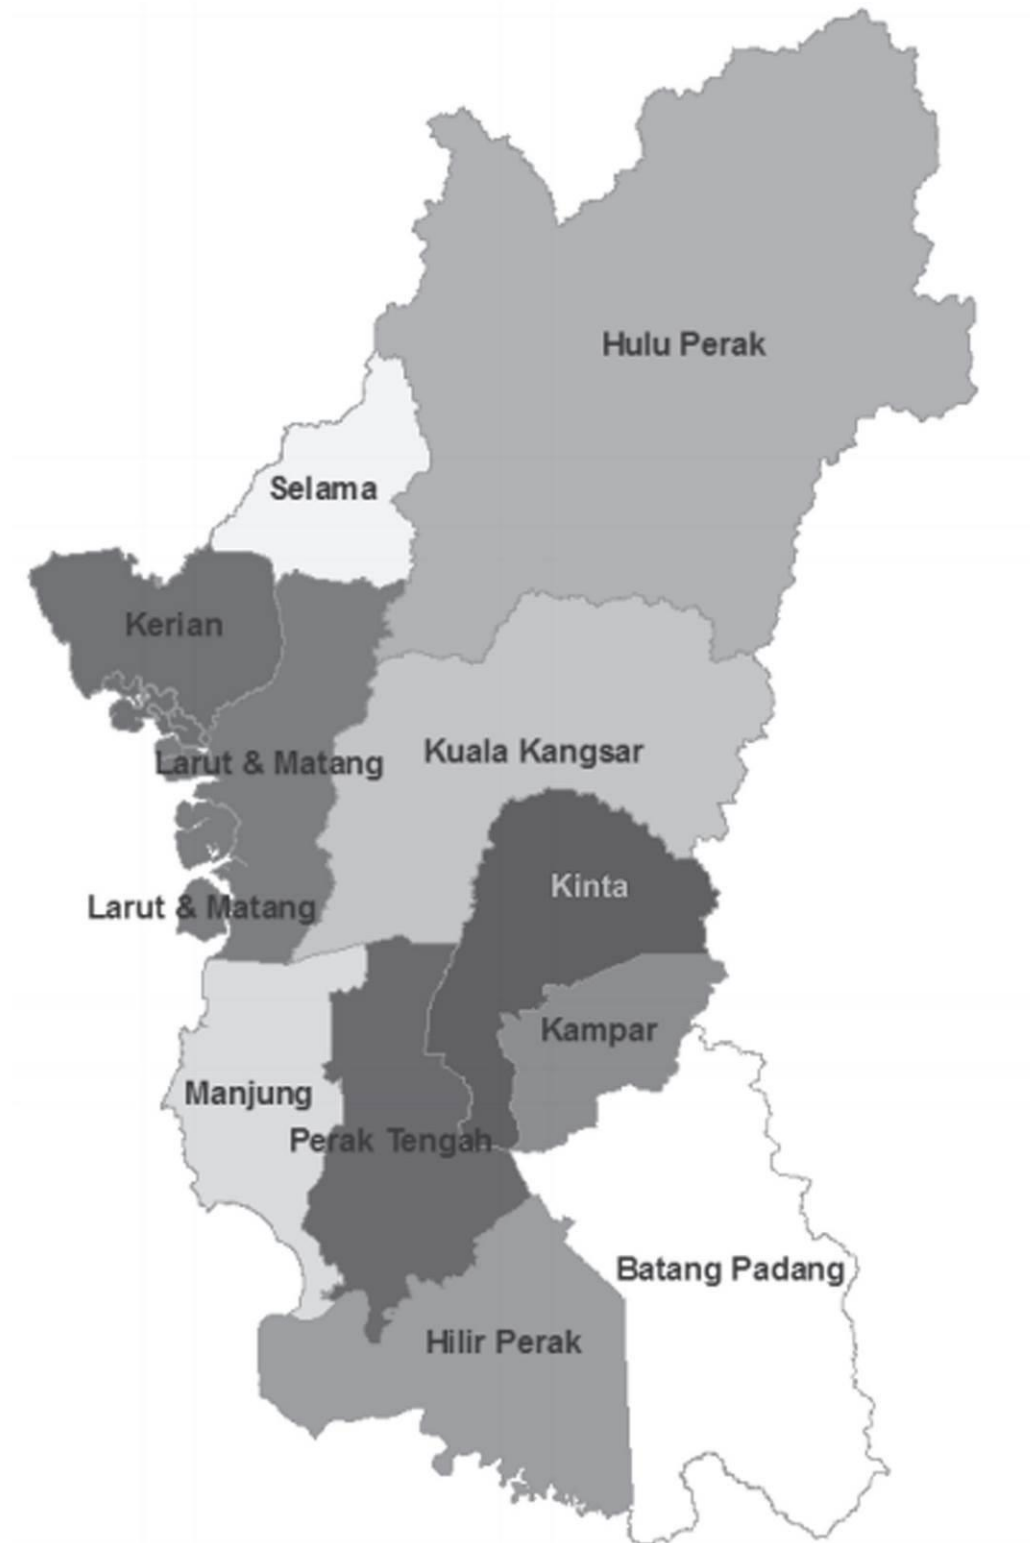 Hulu Perak
Selama
Kerian
Kuala Kangsar
Larut & Matang
Kinta
Larut & Matang
Kampar
Manjung
Perak Tengah
Batang Padang
Hilir Perak